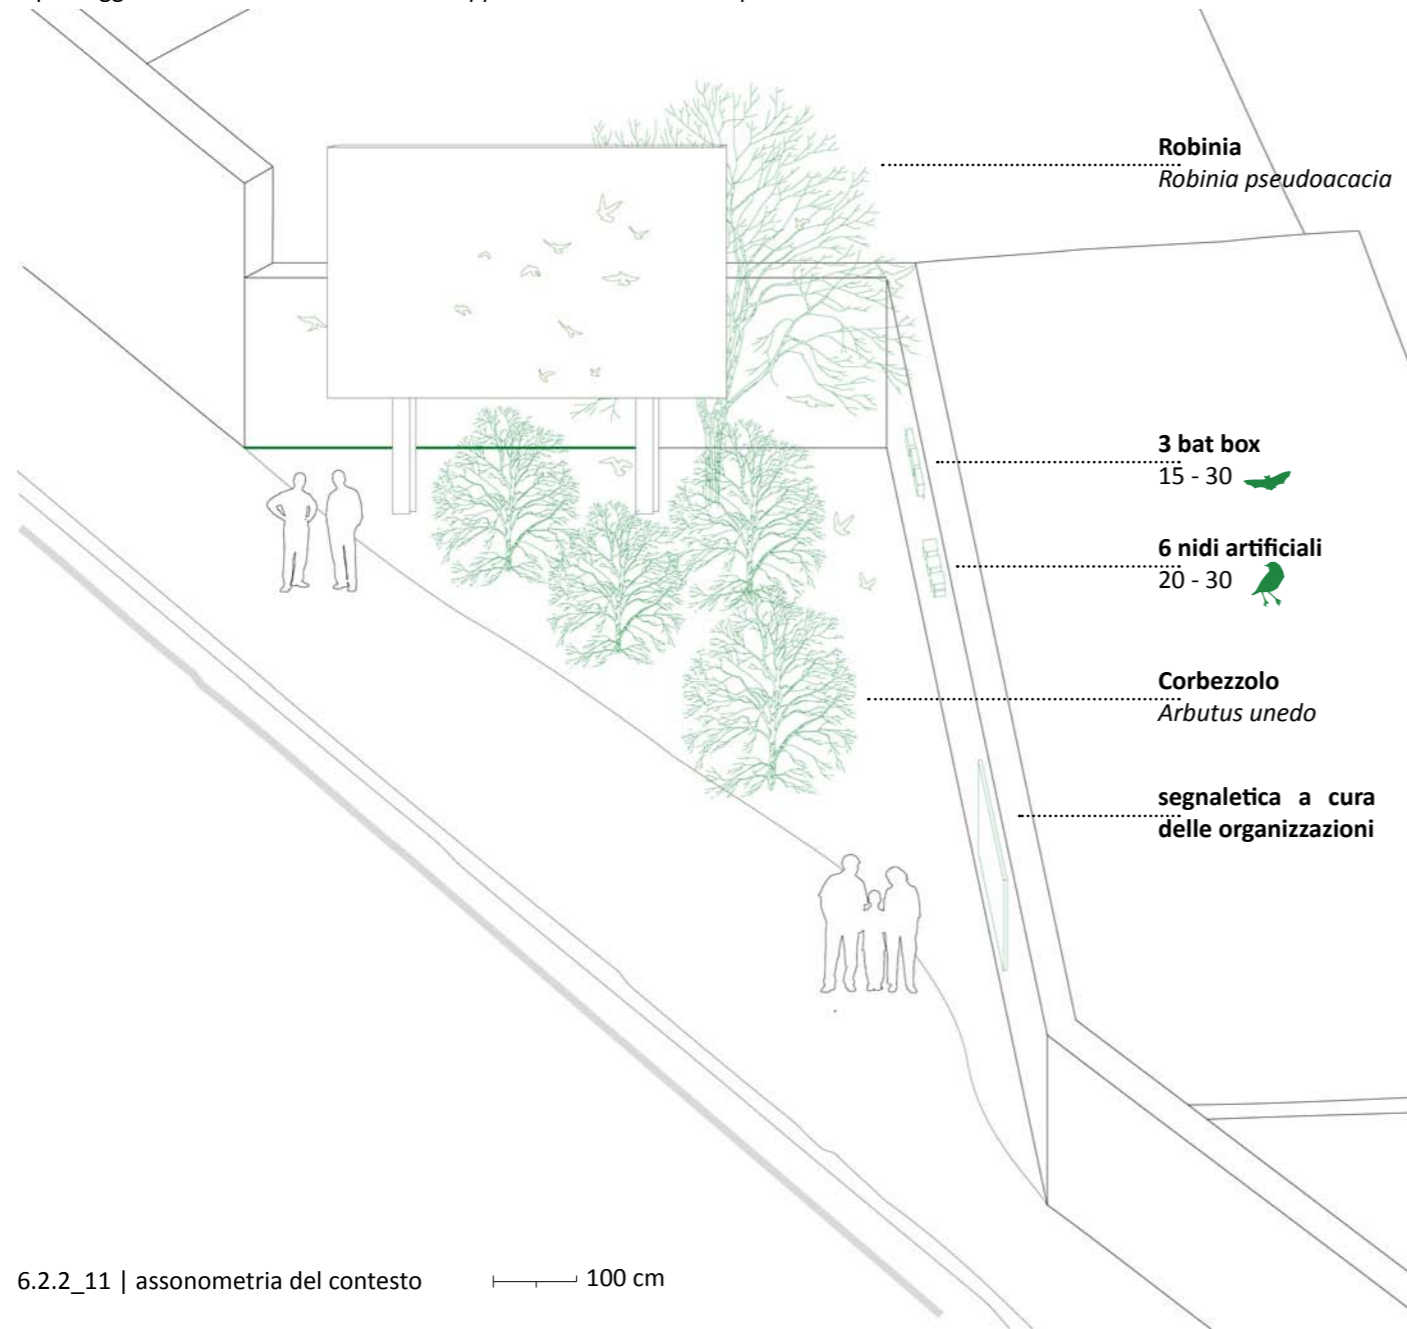 Robinia
Robinia pseudoacacia
3 bat box
15 - 30
6 nidi artificiali
20 - 30
Corbezzolo
Arbutus unedo
segnaletica a cura
delle organizzazioni
6.2.2_11 | assonometria del contesto
100 cm